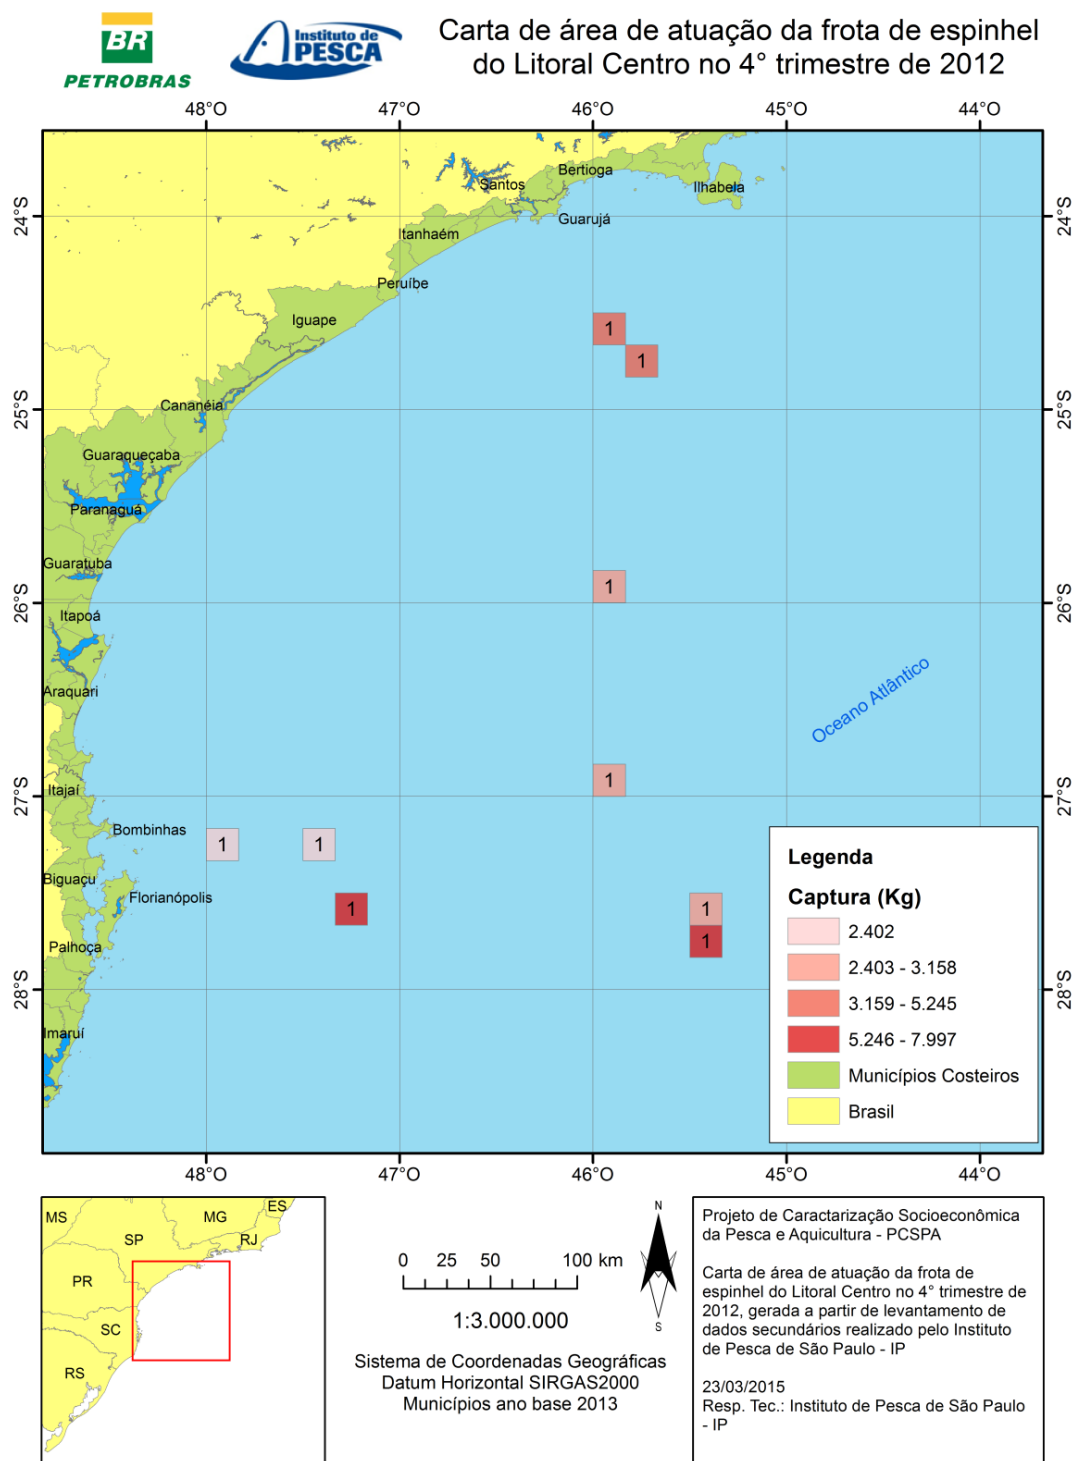 BR
PETROBRAS
Instituto de
PESCA
Carta de área de atuação da frota de espinhel
do Litoral Centro no 4° trimestre de 2012
48°O 47°O 46°O 45°O 44°O
Bertioga
Santos
Ilhabela
24°S 24°S
Guarujá
Itanhaém
Peruíbe
Iguape
1
1
Cananéia
25°S 25°S
Guaraqueçaba
Paranaguá
Guaratuba
1
26°S 26°S
Itapoá
Oceano Atlântico
Araquari
1
Itajaí
27°S 27°S
Bombinhas
1 1
Biguaçu
Florianópolis
1 1
Palhoça
1
28°S 28°S
Imaruí
Legenda
Captura (Kg)
2.402
2.403 - 3.158
3.159 - 5.245
5.246 - 7.997
Municípios Costeiros
Brasil
48°O 47°O 46°O 45°O 44°O
MS
MG
ES
SP
RJ
PR
SC
RS
0 25 50 100 km
1:3.000.000
N
S
Sistema de Coordenadas Geográficas
Datum Horizontal SIRGAS2000
Municípios ano base 2013
Projeto de Caractarização Socioeconômica
da Pesca e Aquicultura - PCSPA
Carta de área de atuação da frota de
espinhel do Litoral Centro no 4° trimestre de
2012, gerada a partir de levantamento de
dados secundários realizado pelo Instituto
de Pesca de São Paulo - IP
23/03/2015
Resp. Tec.: Instituto de Pesca de São Paulo
- IP